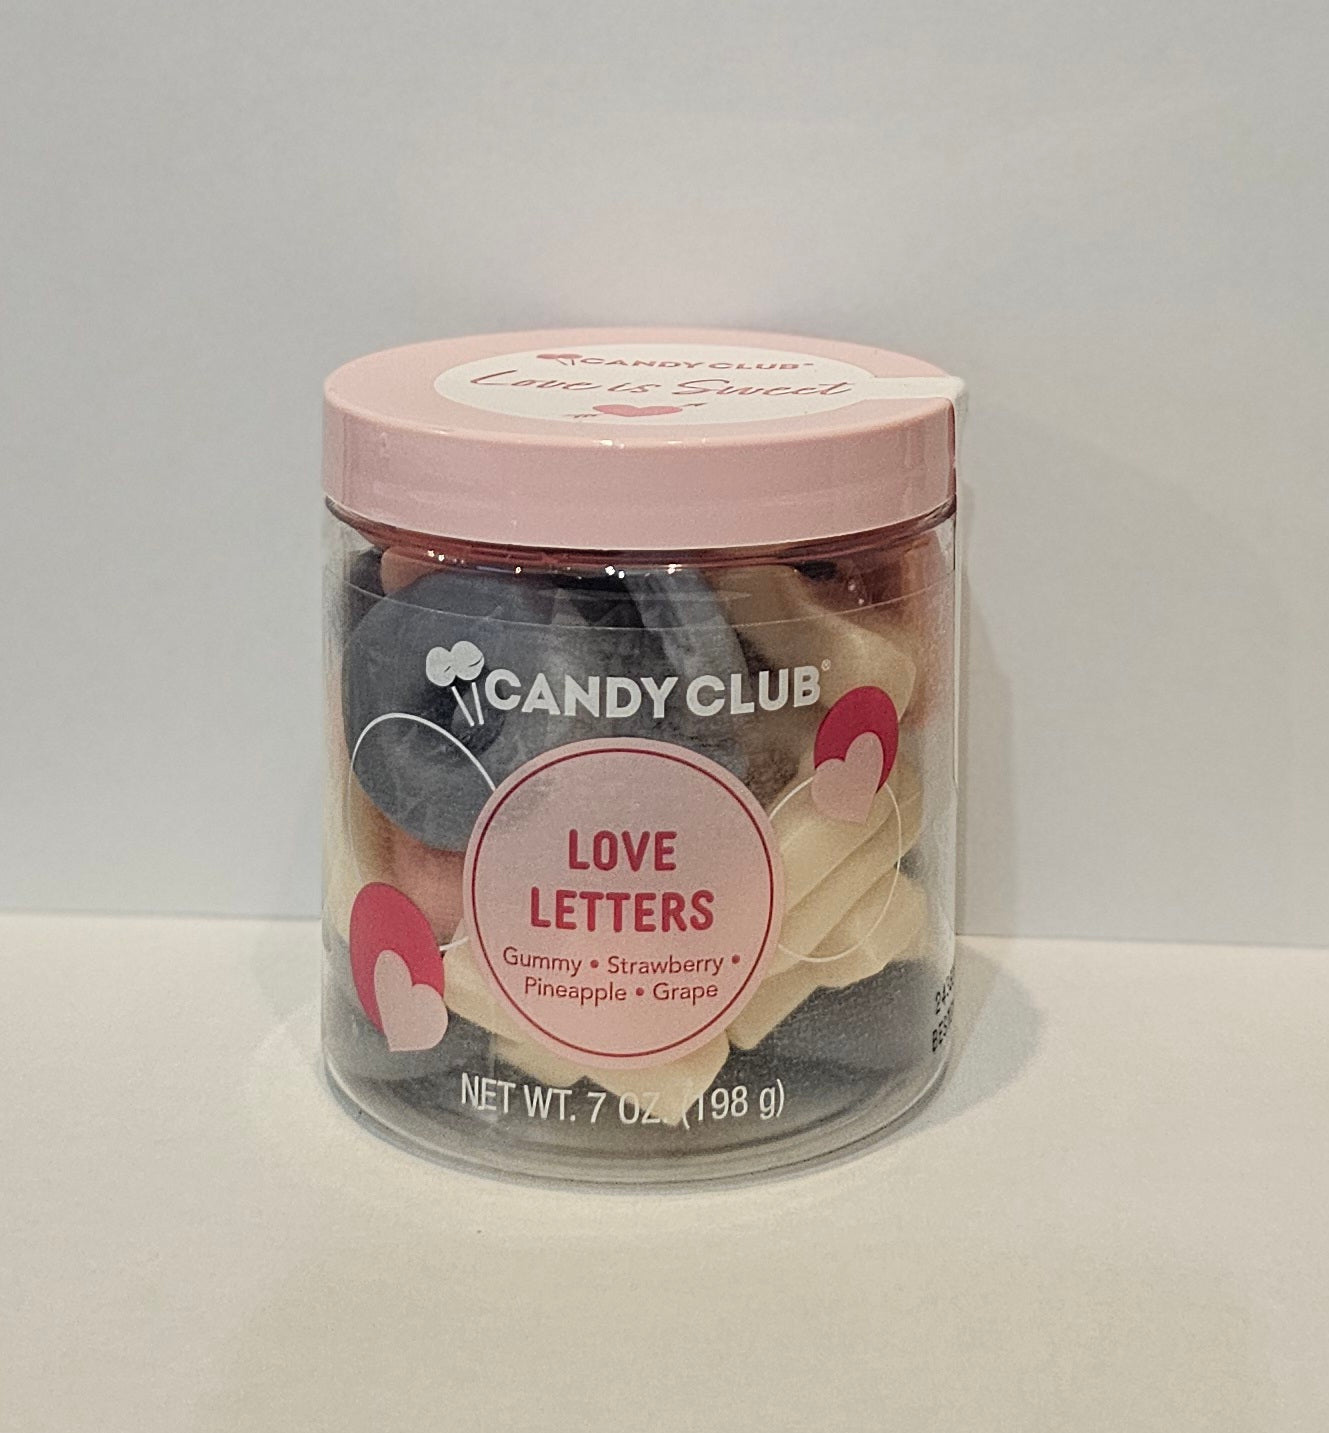 CANDY CLUB
Love is Sweet
CANDY CLUB®
LOVE
LETTERS
Gummy • Strawberry •
Pineapple • Grape
NET WT. 7 OZ. (198 g)